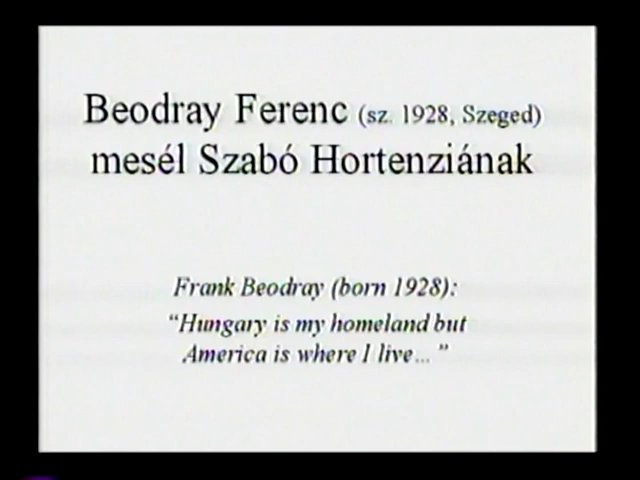 Beodray Ferenc (sz. 1928, Szeged)
mesél Szabó Hortenziának
Frank Beodray (born 1928):
“Hungary is my homeland but
America is where I live... ”